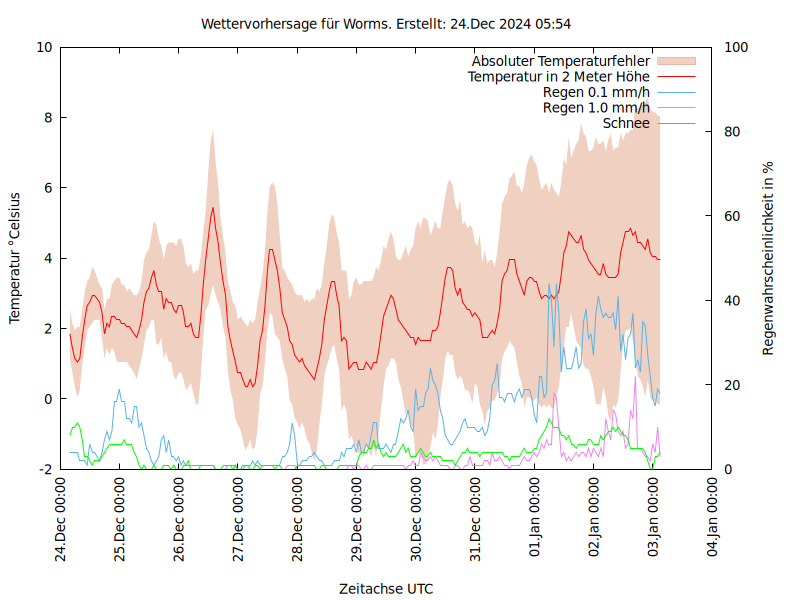 Wettervorhersage für Worms. Erstellt: 24.Dec 2024 05:54
Absoluter Temperaturfehler
Temperatur in 2 Meter Höhe
Regen 0.1 mm/h
Regen 1.0 mm/h
Schnee
Temperatur °Celsius
10
8
6
4
2
0
-2
100
80
60
40
20
0
Regenwahrscheinlichkeit in %
24.Dec 00:00
25.Dec 00:00
26.Dec 00:00
27.Dec 00:00
28.Dec 00:00
29.Dec 00:00
30.Dec 00:00
31.Dec 00:00
01.Jan 00:00
02.Jan 00:00
03.Jan 00:00
04.Jan 00:00
Zeitachse UTC